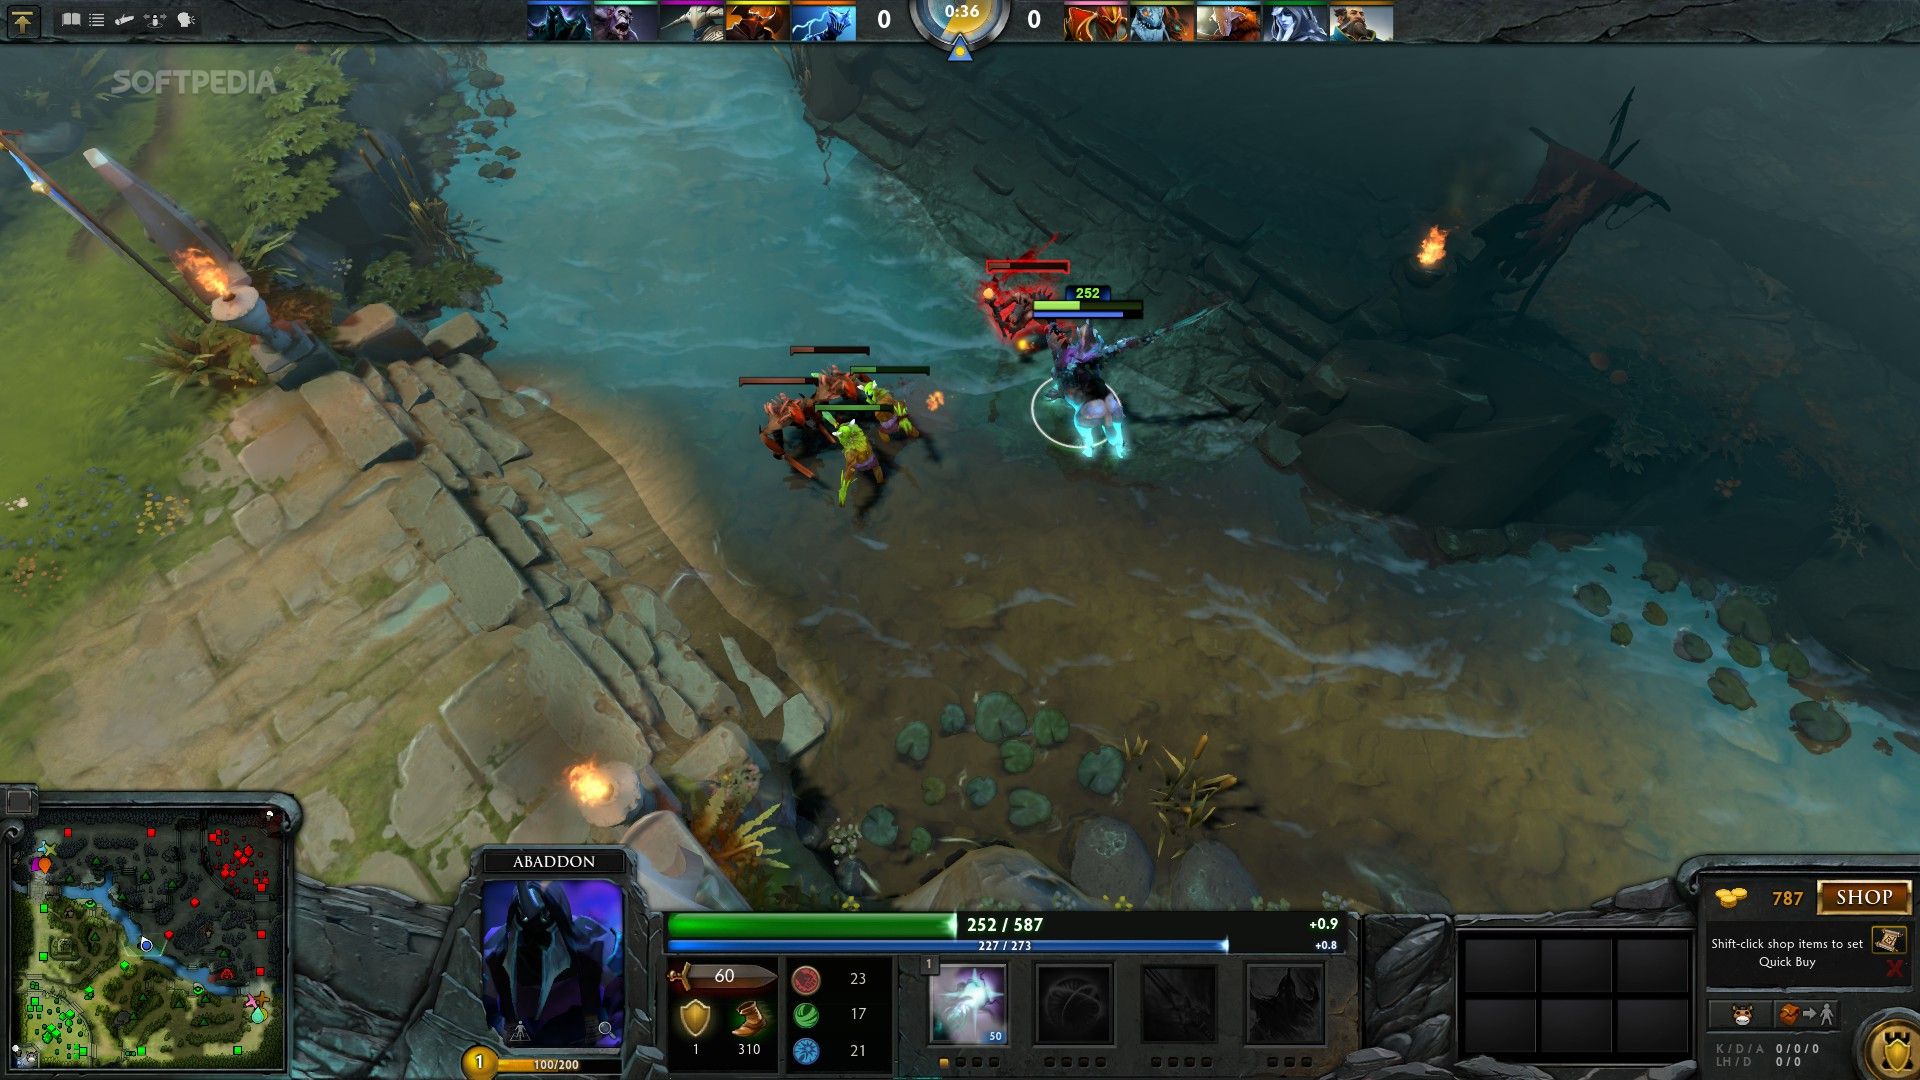 0
0:36
0
SOFTPEDIA
252
ABADDON
252 / 587
+0.9
227 / 273
+0.8
787
SHOP
Shift-click shop items to set
Quick Buy
60
1
310
23
17
21
1
50
1
100/200
K / D / A 0 / 0 / 0
LH / D 0 / 0